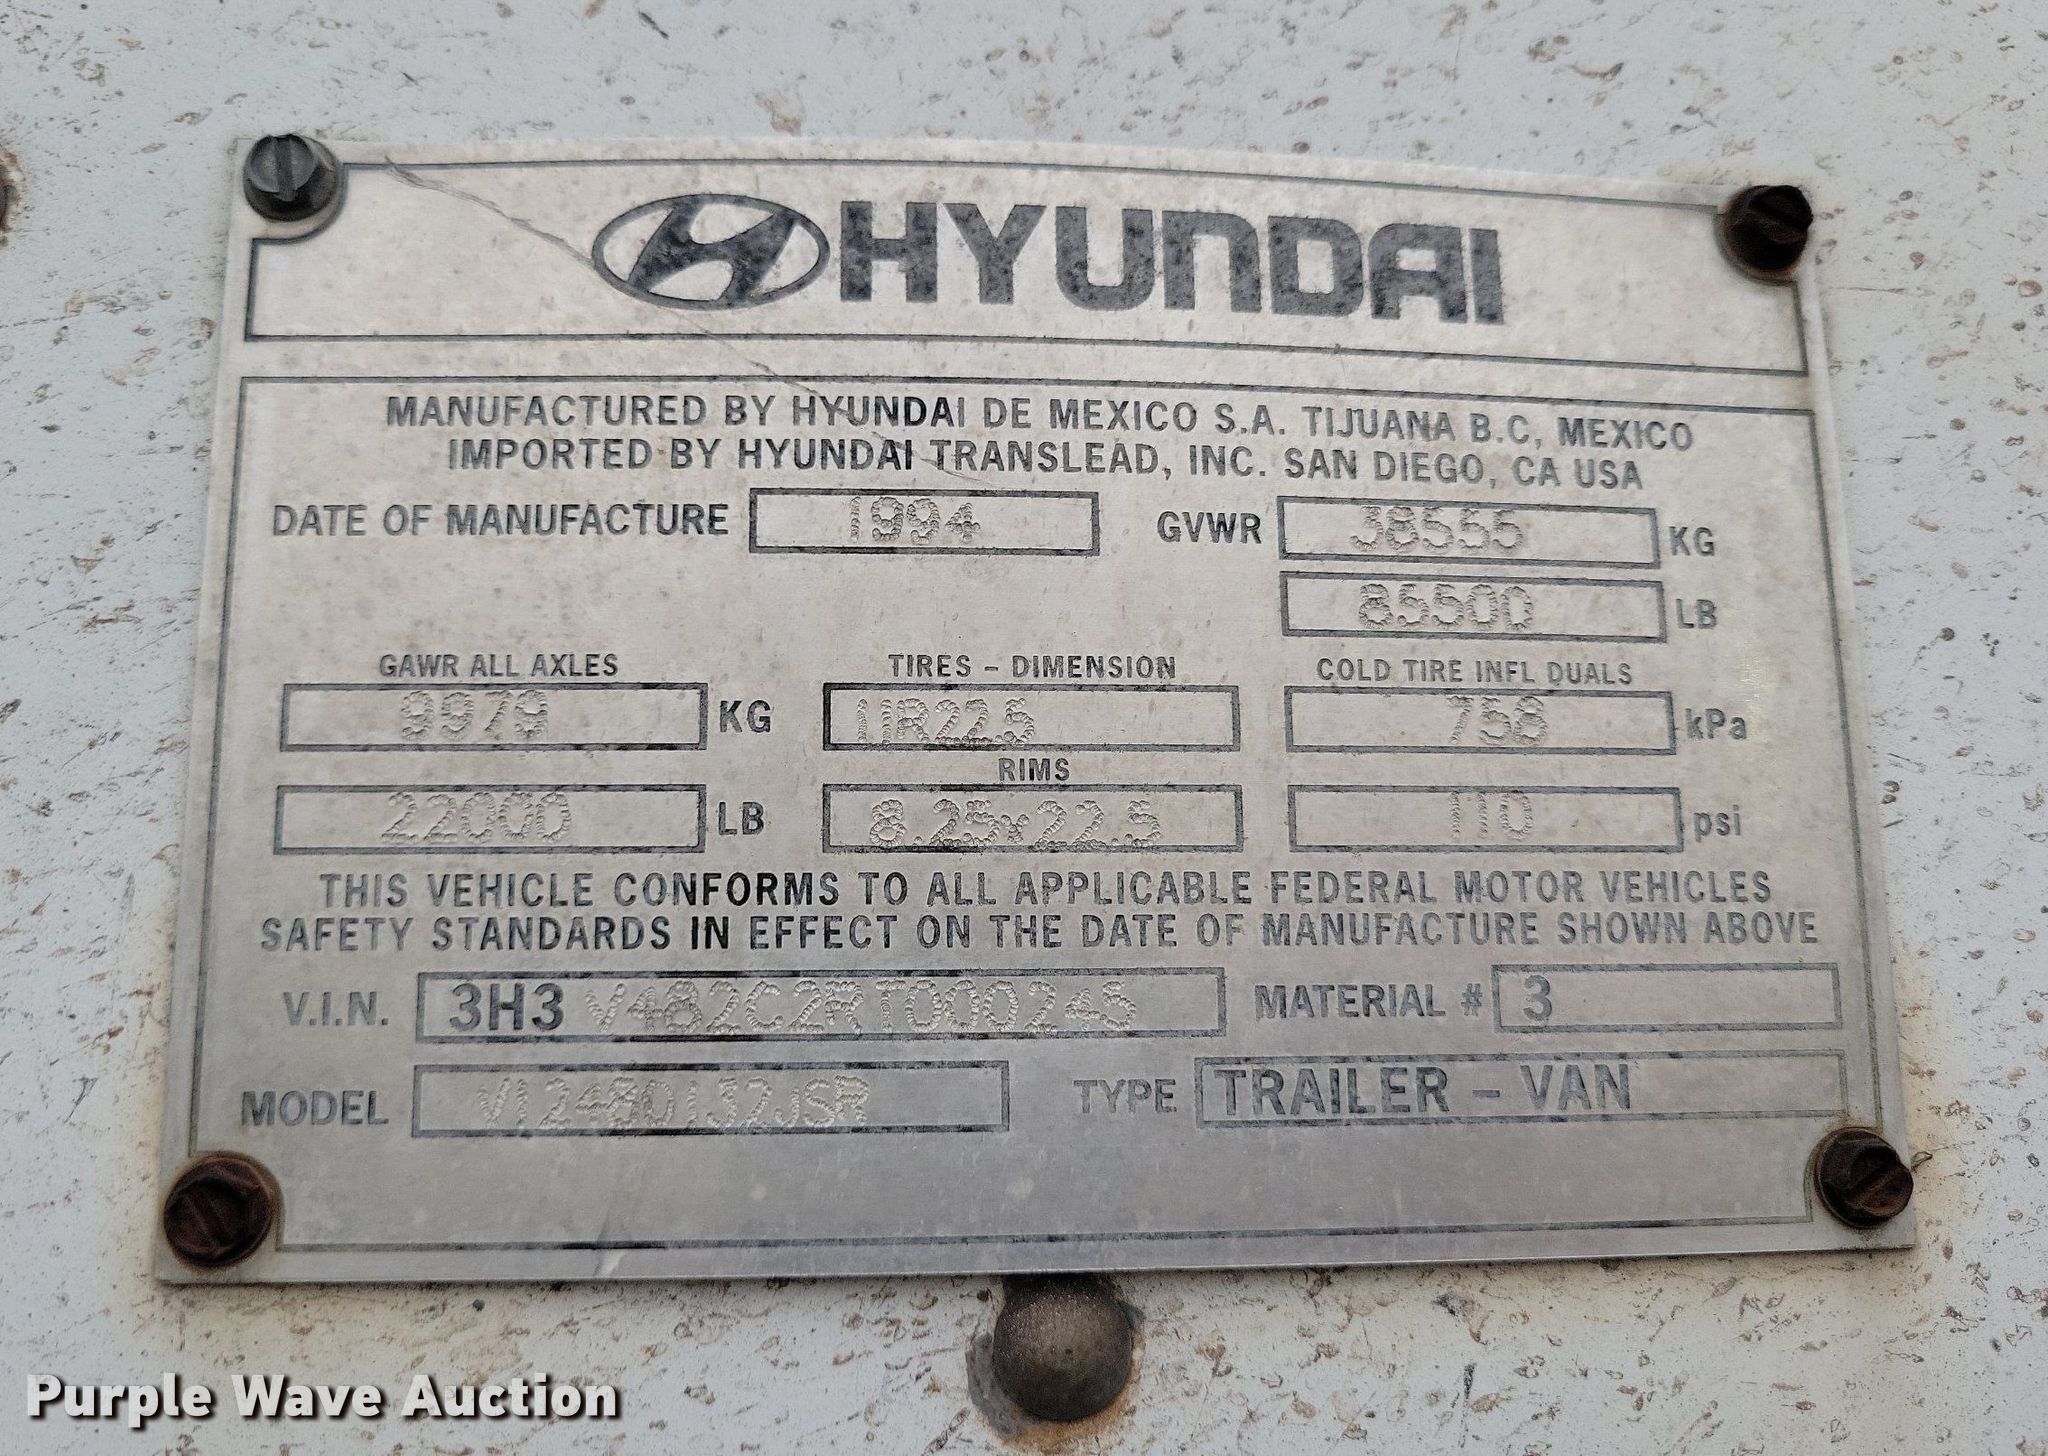 HYUNDAI
MANUFACTURED BY HYUNDAI DE MEXICO S.A. TIJUANA B.C, MEXICO
IMPORTED BY HYUNDAI TRANSLEAD, INC. SAN DIEGO, CA USA
DATE OF MANUFACTURE 1994 GVWR 38555 KG
85500 LB
GAWR ALL AXLES TIRES - DIMENSION COLD TIRE INFL DUALS
9979 KG 11R22.5 758 kPa
RIMS
22000 LB 8.25x22.5 110 psi
THIS VEHICLE CONFORMS TO ALL APPLICABLE FEDERAL MOTOR VEHICLES
SAFETY STANDARDS IN EFFECT ON THE DATE OF MANUFACTURE SHOWN ABOVE
V.I.N. 3H3 V482C2RT000245 MATERIAL # 3
MODEL TYPE TRAILER - VAN
Purple Wave Auction